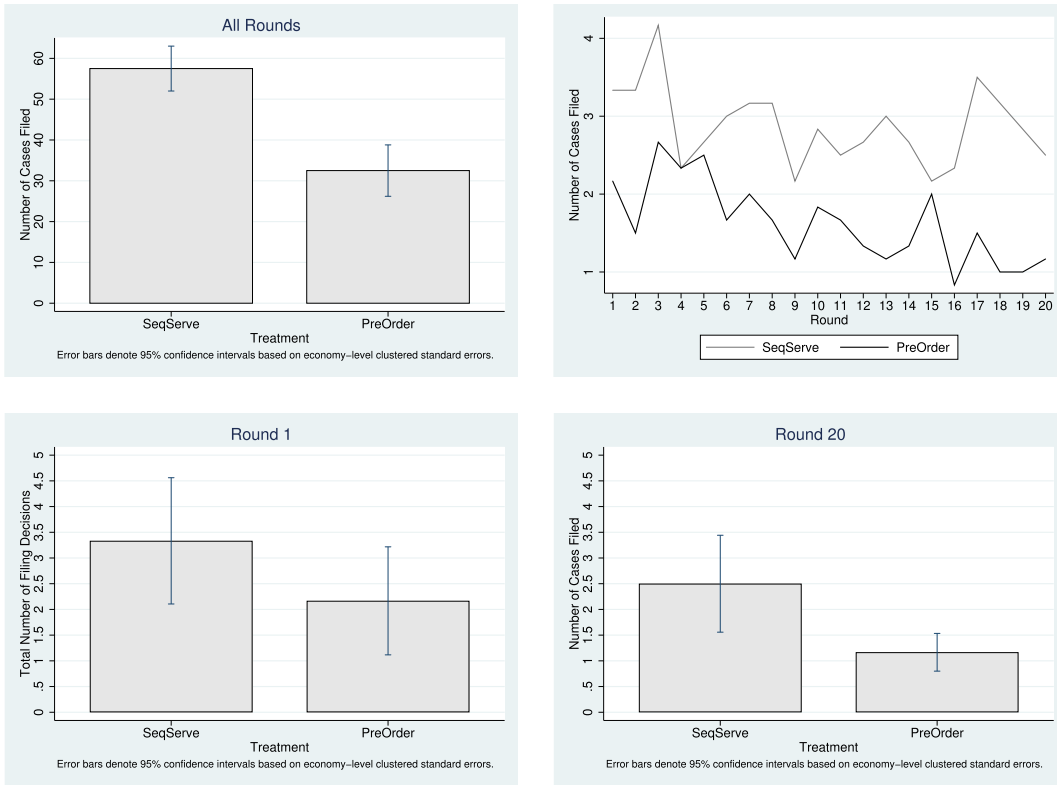 All Rounds
Number of Cases Filed
60
50
40
30
20
10
0
SeqServe PreOrder
Treatment
Error bars denote 95% confidence intervals based on economy−level clustered standard errors.
Number of Cases Filed
4
3
2
1
1 2 3 4 5 6 7 8 9 10 11 12 13 14 15 16 17 18 19 20
Round
SeqServe PreOrder
Round 1
Total Number of Filing Decisions
5
4.5
4
3.5
3
2.5
2
1.5
1
.5
0
SeqServe PreOrder
Treatment
Error bars denote 95% confidence intervals based on economy−level clustered standard errors.
Round 20
Number of Cases Filed
5
4.5
4
3.5
3
2.5
2
1.5
1
.5
0
SeqServe PreOrder
Treatment
Error bars denote 95% confidence intervals based on economy−level clustered standard errors.